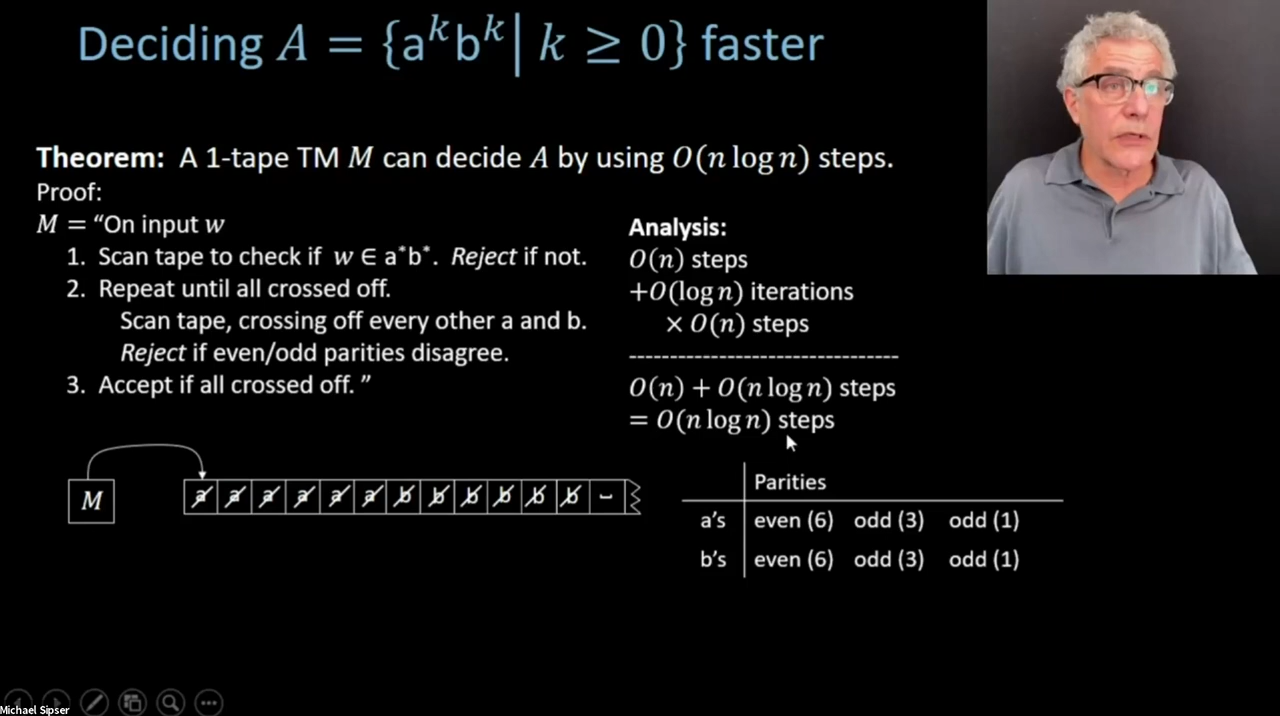 Deciding A = {aᵏbᵏ| k ≥ 0} faster
Theorem: A 1-tape TM M can decide A by using O(n log n) steps.
Proof:
M = “On input w
1. Scan tape to check if w ∈ a*b*. Reject if not.
2. Repeat until all crossed off.
Scan tape, crossing off every other a and b.
Reject if even/odd parities disagree.
3. Accept if all crossed off. ”
Analysis:
O(n) steps
+O(log n) iterations
× O(n) steps
---------------------------------
O(n) + O(n log n) steps
= O(n log n) steps
M
a a a a a a b b b b b b ˽
Parities
a's even (6) odd (3) odd (1)
b's even (6) odd (3) odd (1)
Michael Sipser